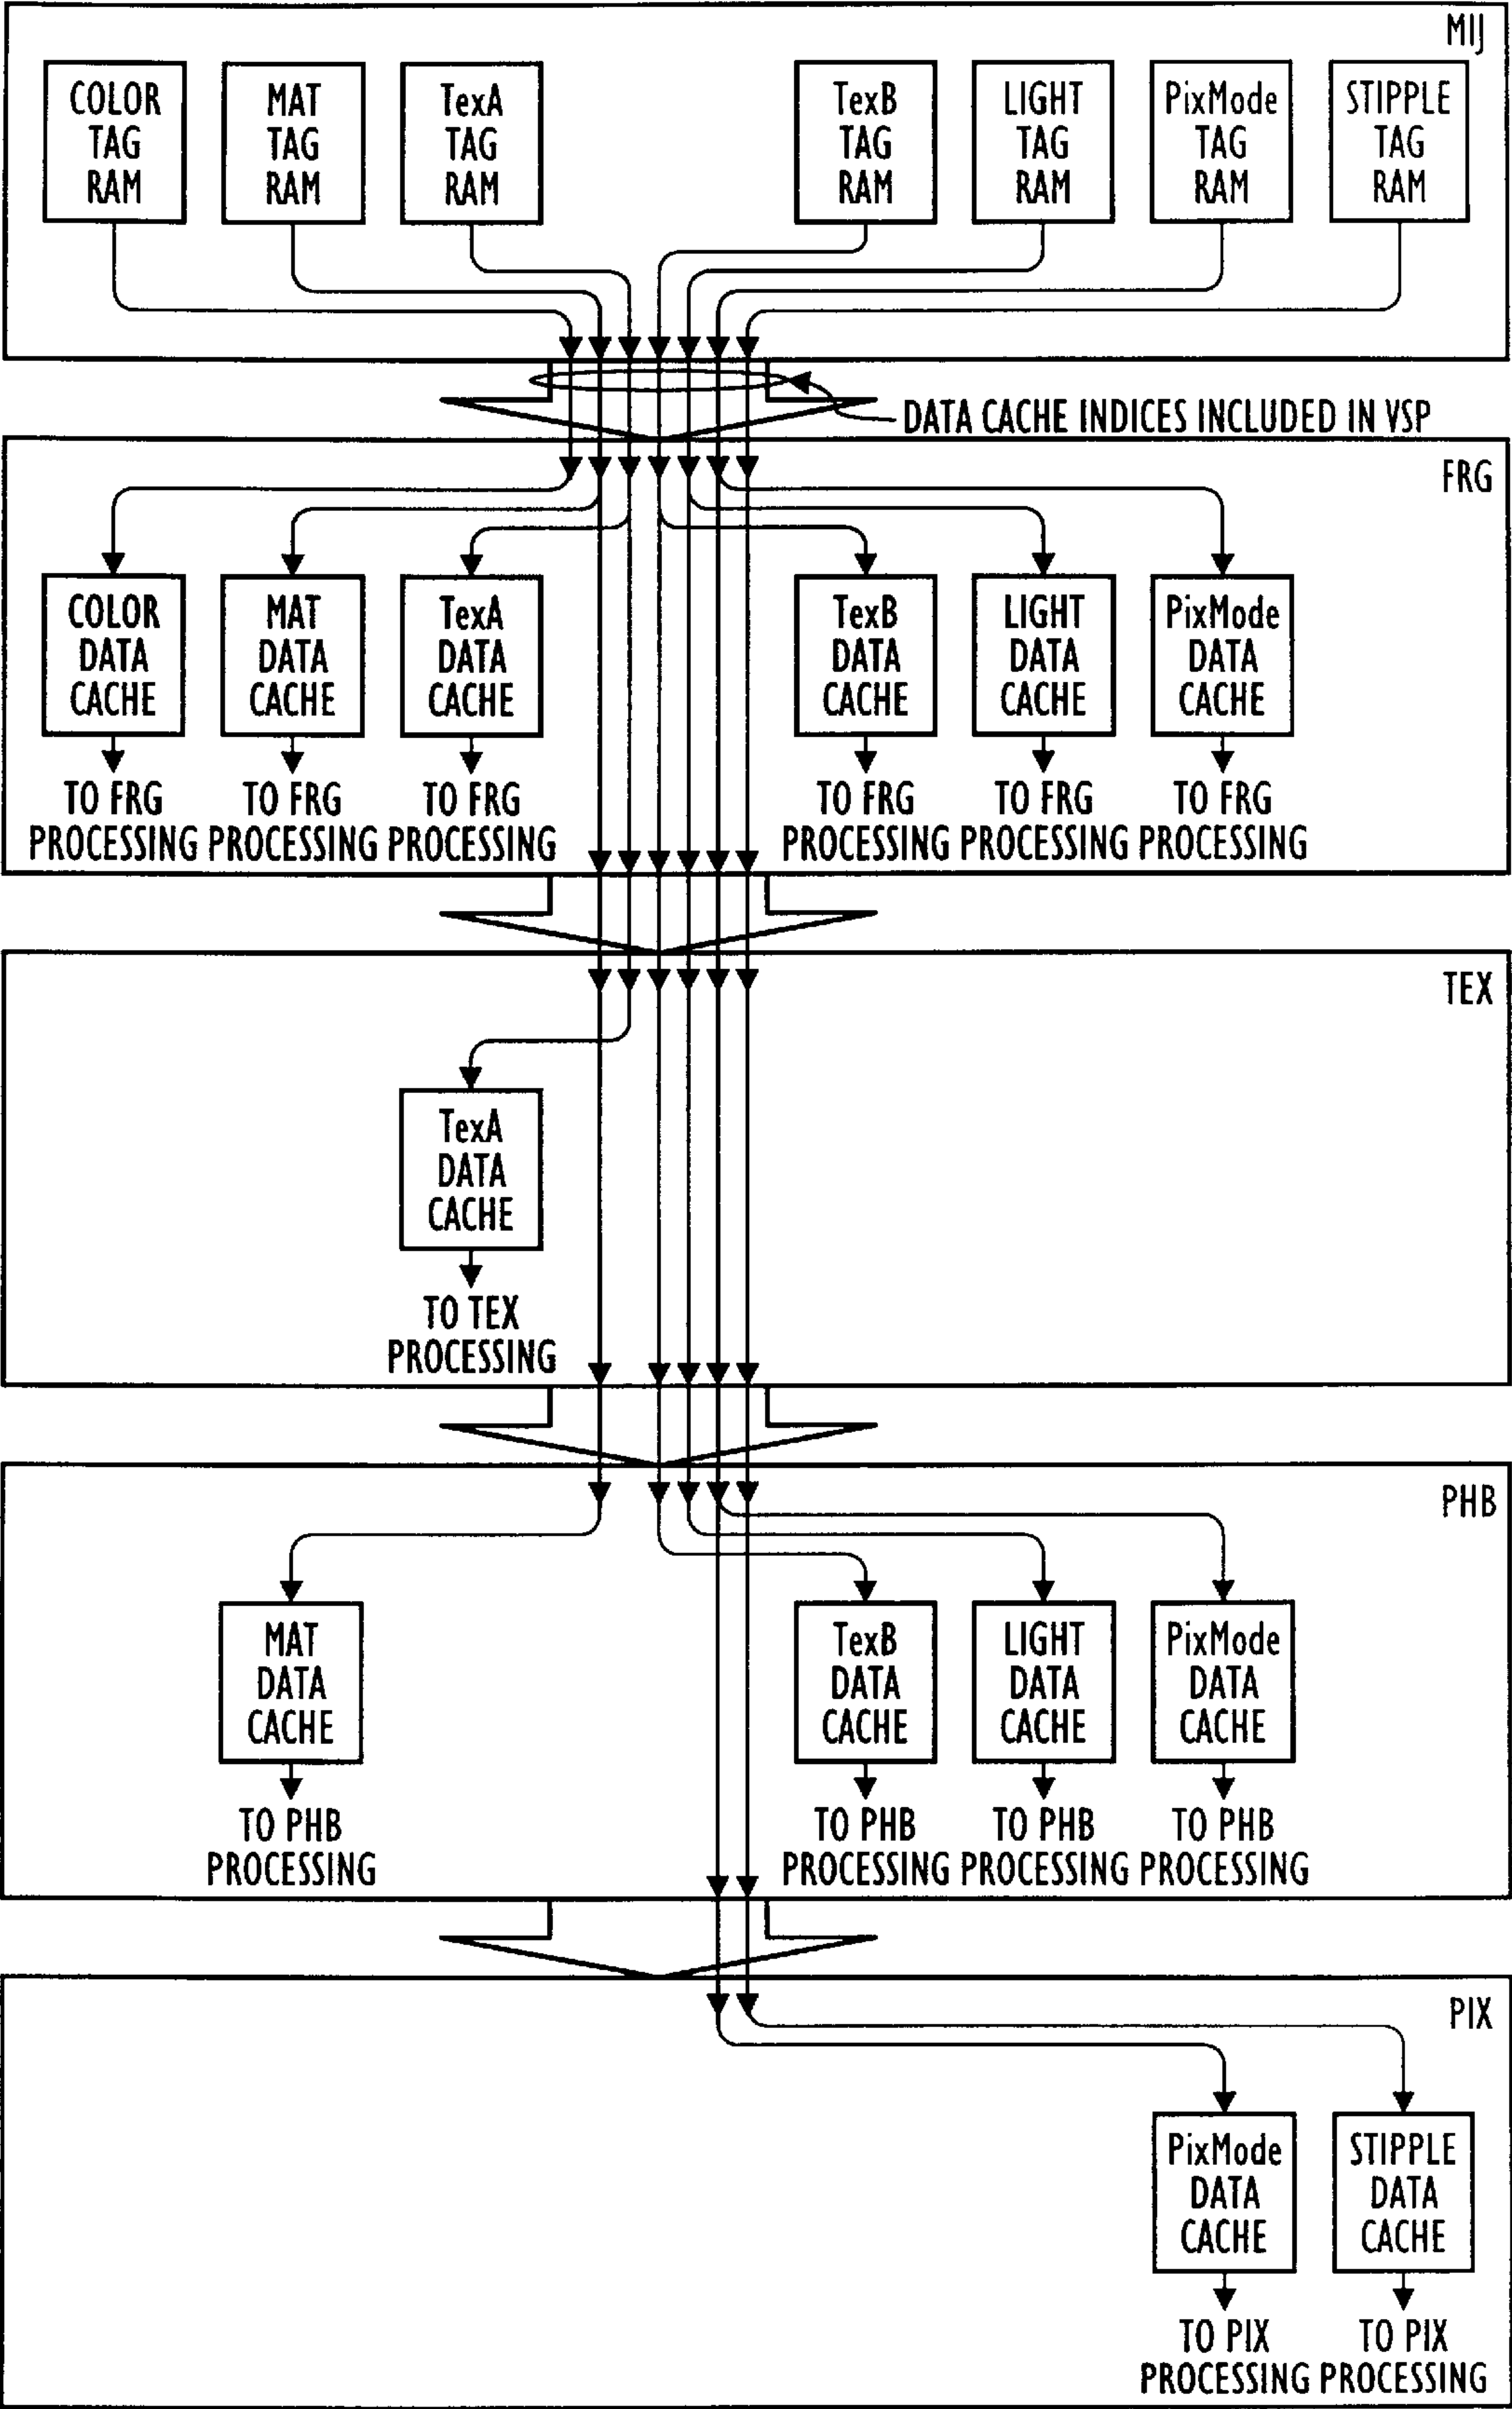 MIJ
COLOR
TAG
RAM
MAT
TAG
RAM
TexA
TAG
RAM
TexB
TAG
RAM
LIGHT
TAG
RAM
PixMode
TAG
RAM
STIPPLE
TAG
RAM
DATA CACHE INDICES INCLUDED IN VSP
FRG
COLOR
DATA
CACHE
TO FRG
PROCESSING
MAT
DATA
CACHE
TO FRG
PROCESSING
TexA
DATA
CACHE
TO FRG
PROCESSING
TexB
DATA
CACHE
TO FRG
PROCESSING
LIGHT
DATA
CACHE
TO FRG
PROCESSING
PixMode
DATA
CACHE
TO FRG
PROCESSING
TEX
TexA
DATA
CACHE
TO TEX
PROCESSING
PHB
MAT
DATA
CACHE
TO PHB
PROCESSING
TexB
DATA
CACHE
TO PHB
PROCESSING
LIGHT
DATA
CACHE
TO PHB
PROCESSING
PixMode
DATA
CACHE
TO PHB
PROCESSING
PIX
PixMode
DATA
CACHE
TO PIX
PROCESSING
STIPPLE
DATA
CACHE
TO PIX
PROCESSING